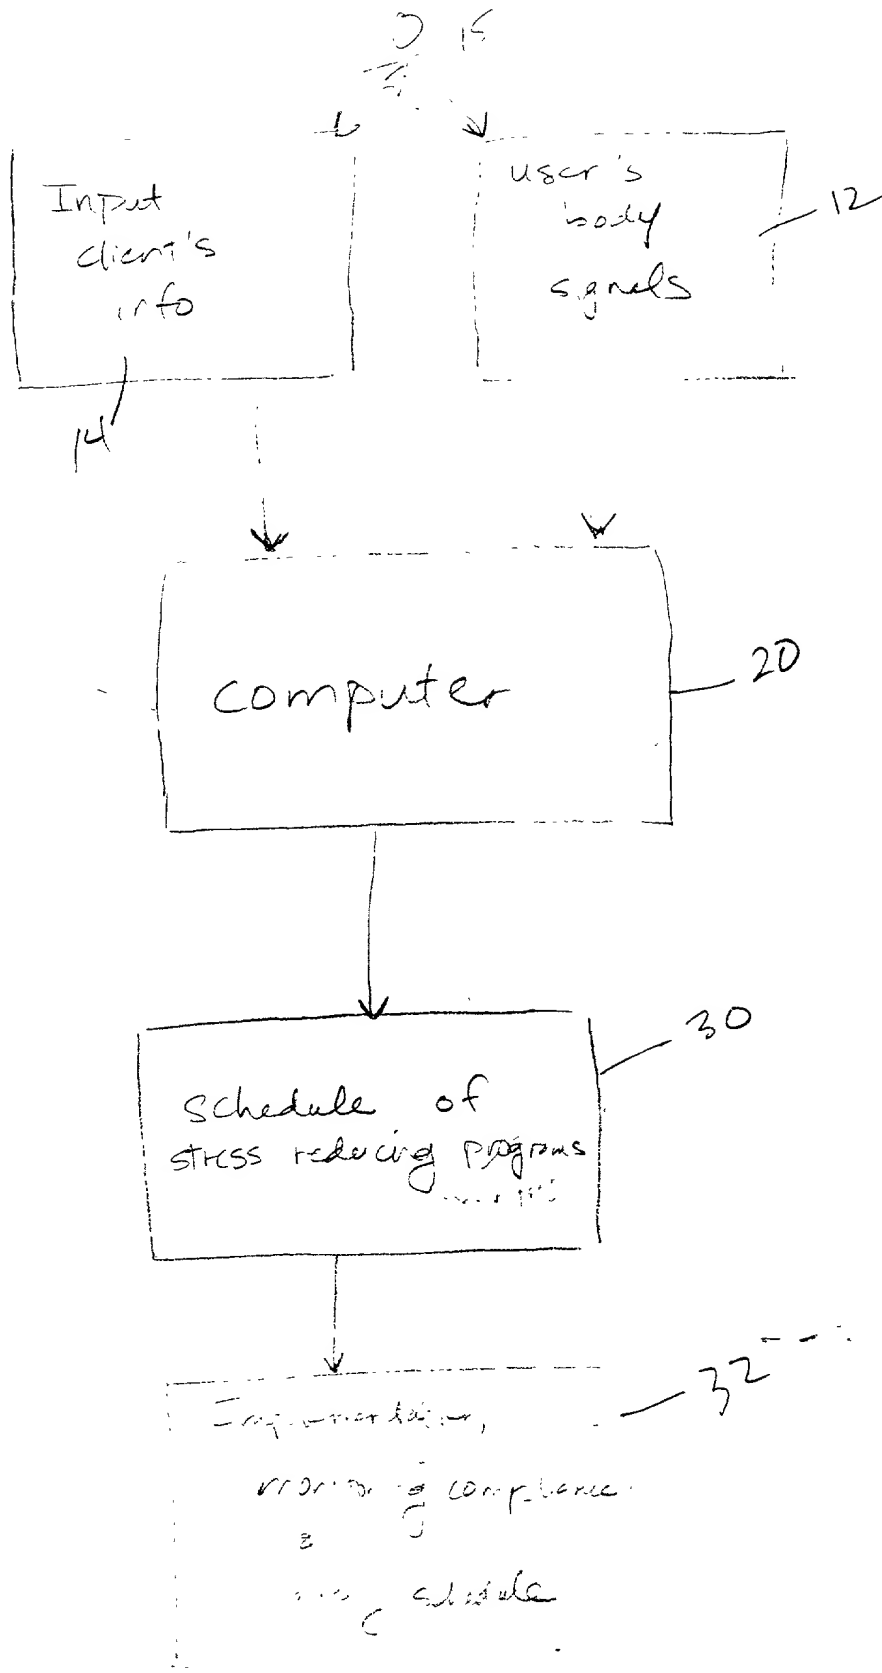 Input
client's
info
14
user's
body
signals
12
computer
20
schedule of
stress reducing programs
30
32
compliance
schedule